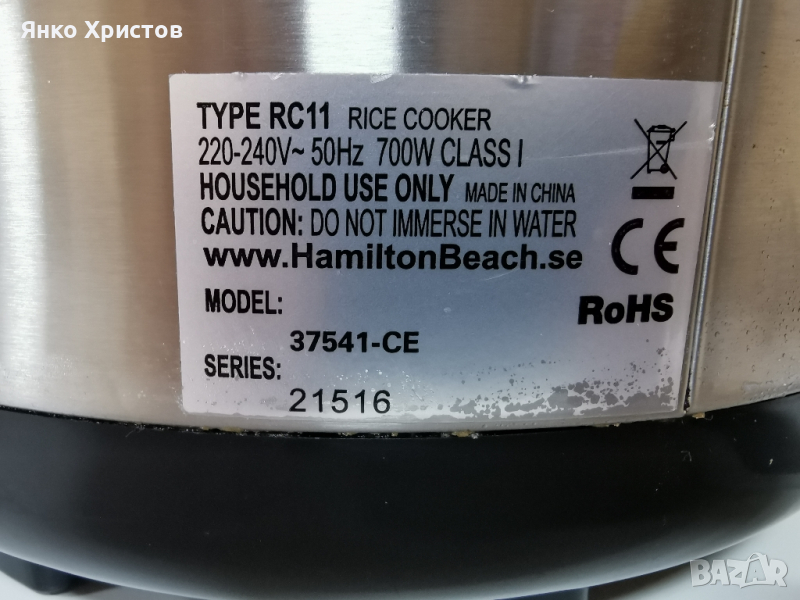 Янко Христов
TYPE RC11 RICE COOKER
220-240V~ 50Hz 700W CLASS I
HOUSEHOLD USE ONLY MADE IN CHINA
CAUTION: DO NOT IMMERSE IN WATER
www.HamiltonBeach.se
CE
RoHS
MODEL:
37541-CE
SERIES:
21516
BAZAR